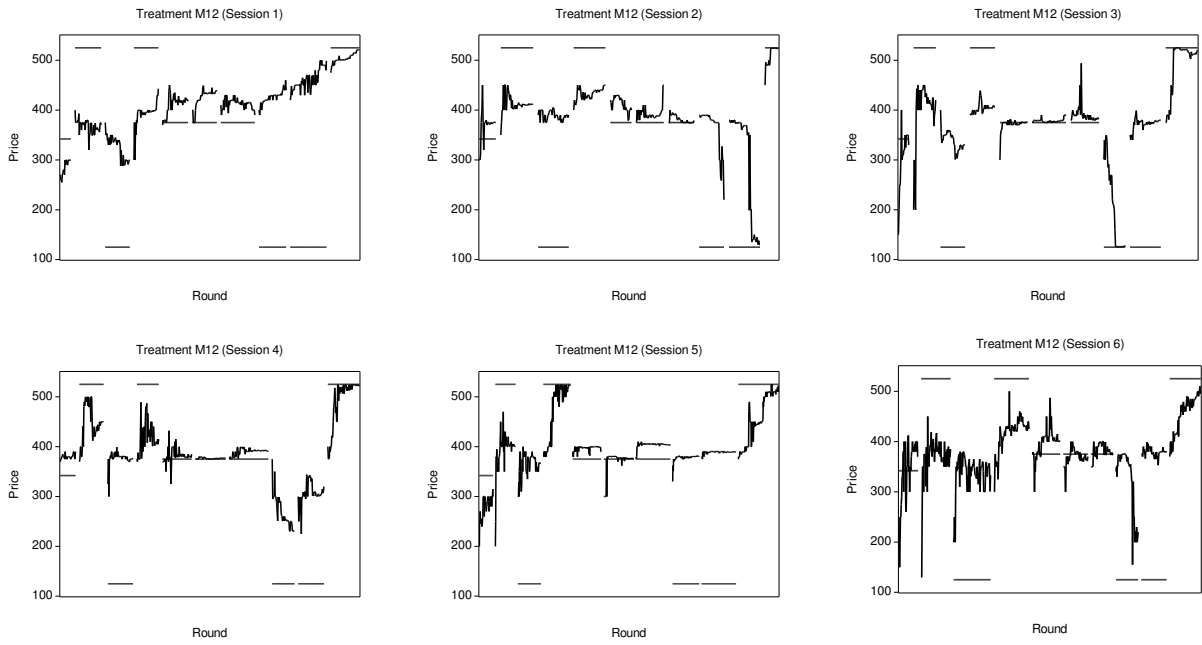 Treatment M12 (Session 1)
500
400
300
200
100
Price
Round
Treatment M12 (Session 2)
500
400
300
200
100
Price
Round
Treatment M12 (Session 3)
500
400
300
200
100
Price
Round
Treatment M12 (Session 4)
500
400
300
200
100
Price
Round
Treatment M12 (Session 5)
500
400
300
200
100
Price
Round
Treatment M12 (Session 6)
500
400
300
200
100
Price
Round